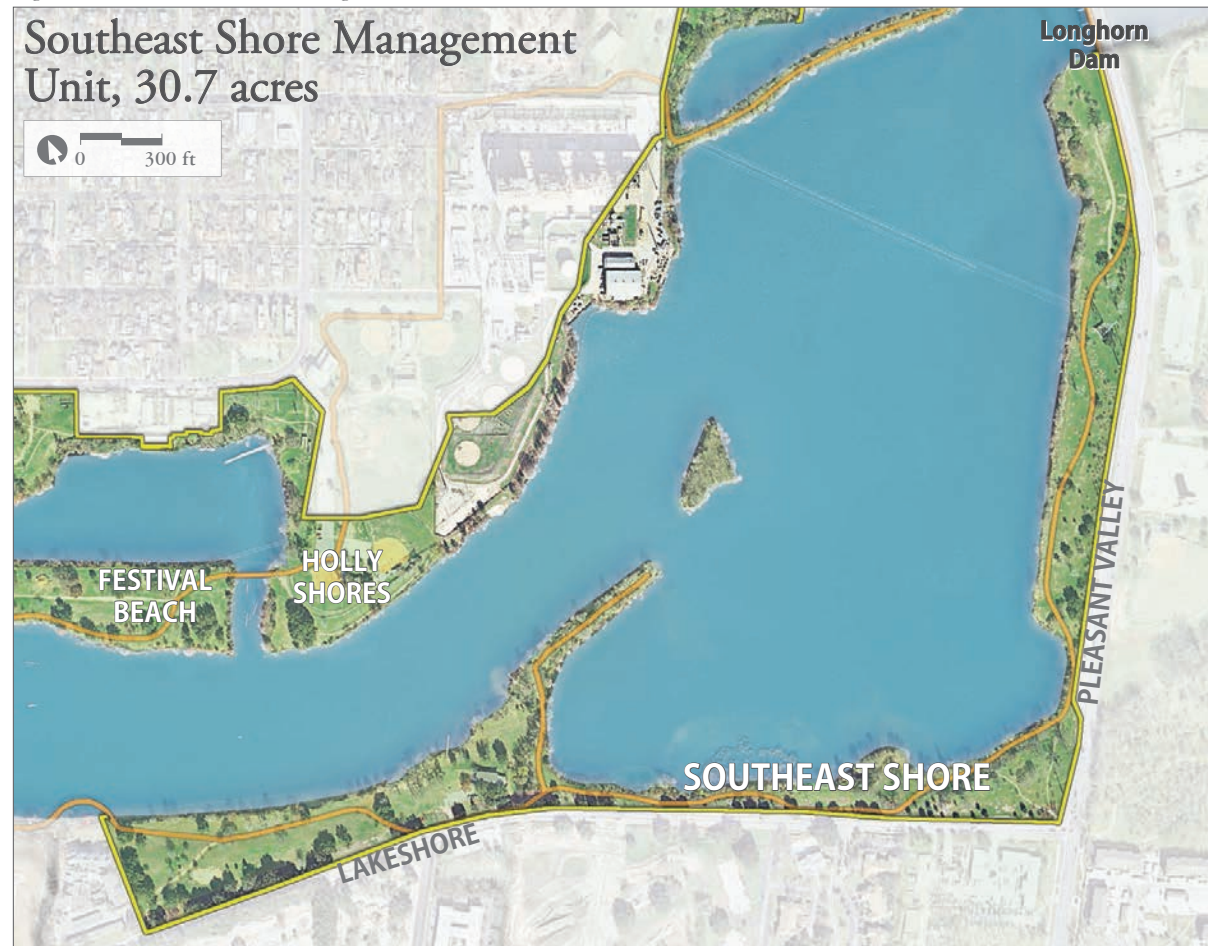 Southeast Shore Management
Unit, 30.7 acres
0 300 ft
Longhorn
Dam
HOLLY
SHORES
FESTIVAL
BEACH
PLEASANT VALLEY
SOUTHEAST SHORE
LAKESHORE